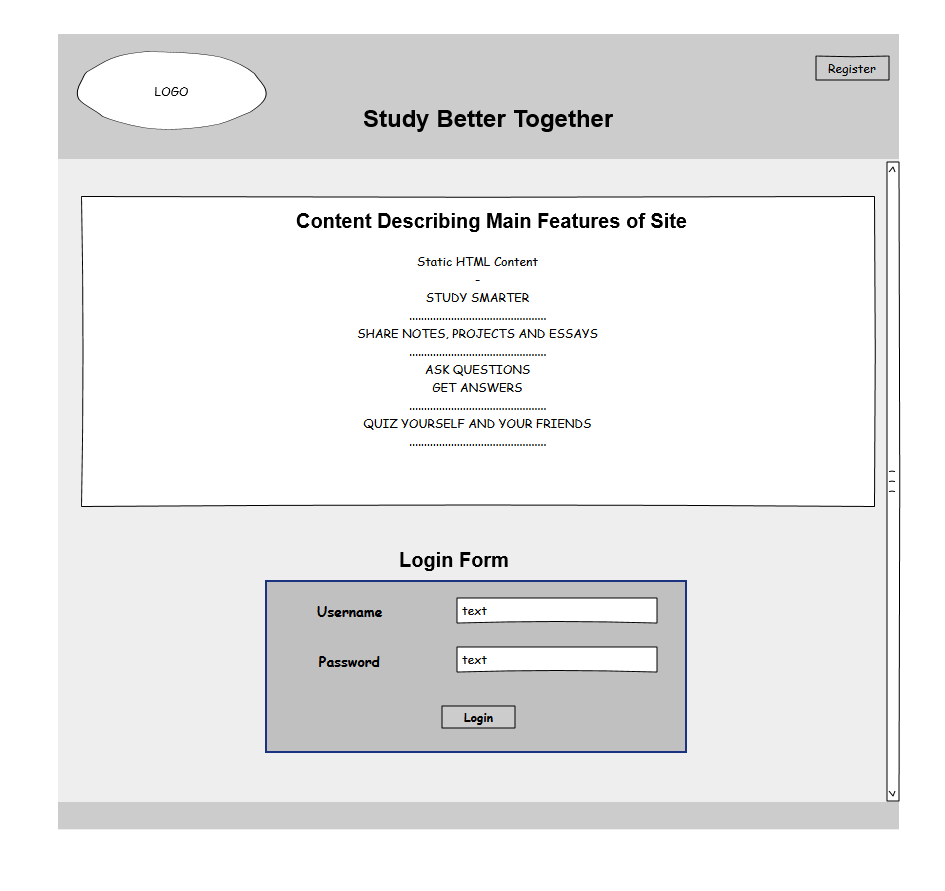 LOGO
Register
Study Better Together
Content Describing Main Features of Site
Static HTML Content
-
STUDY SMARTER
..............................................
SHARE NOTES, PROJECTS AND ESSAYS
..............................................
ASK QUESTIONS
GET ANSWERS
..............................................
QUIZ YOURSELF AND YOUR FRIENDS
..............................................
Login Form
Username
text
Password
text
Login